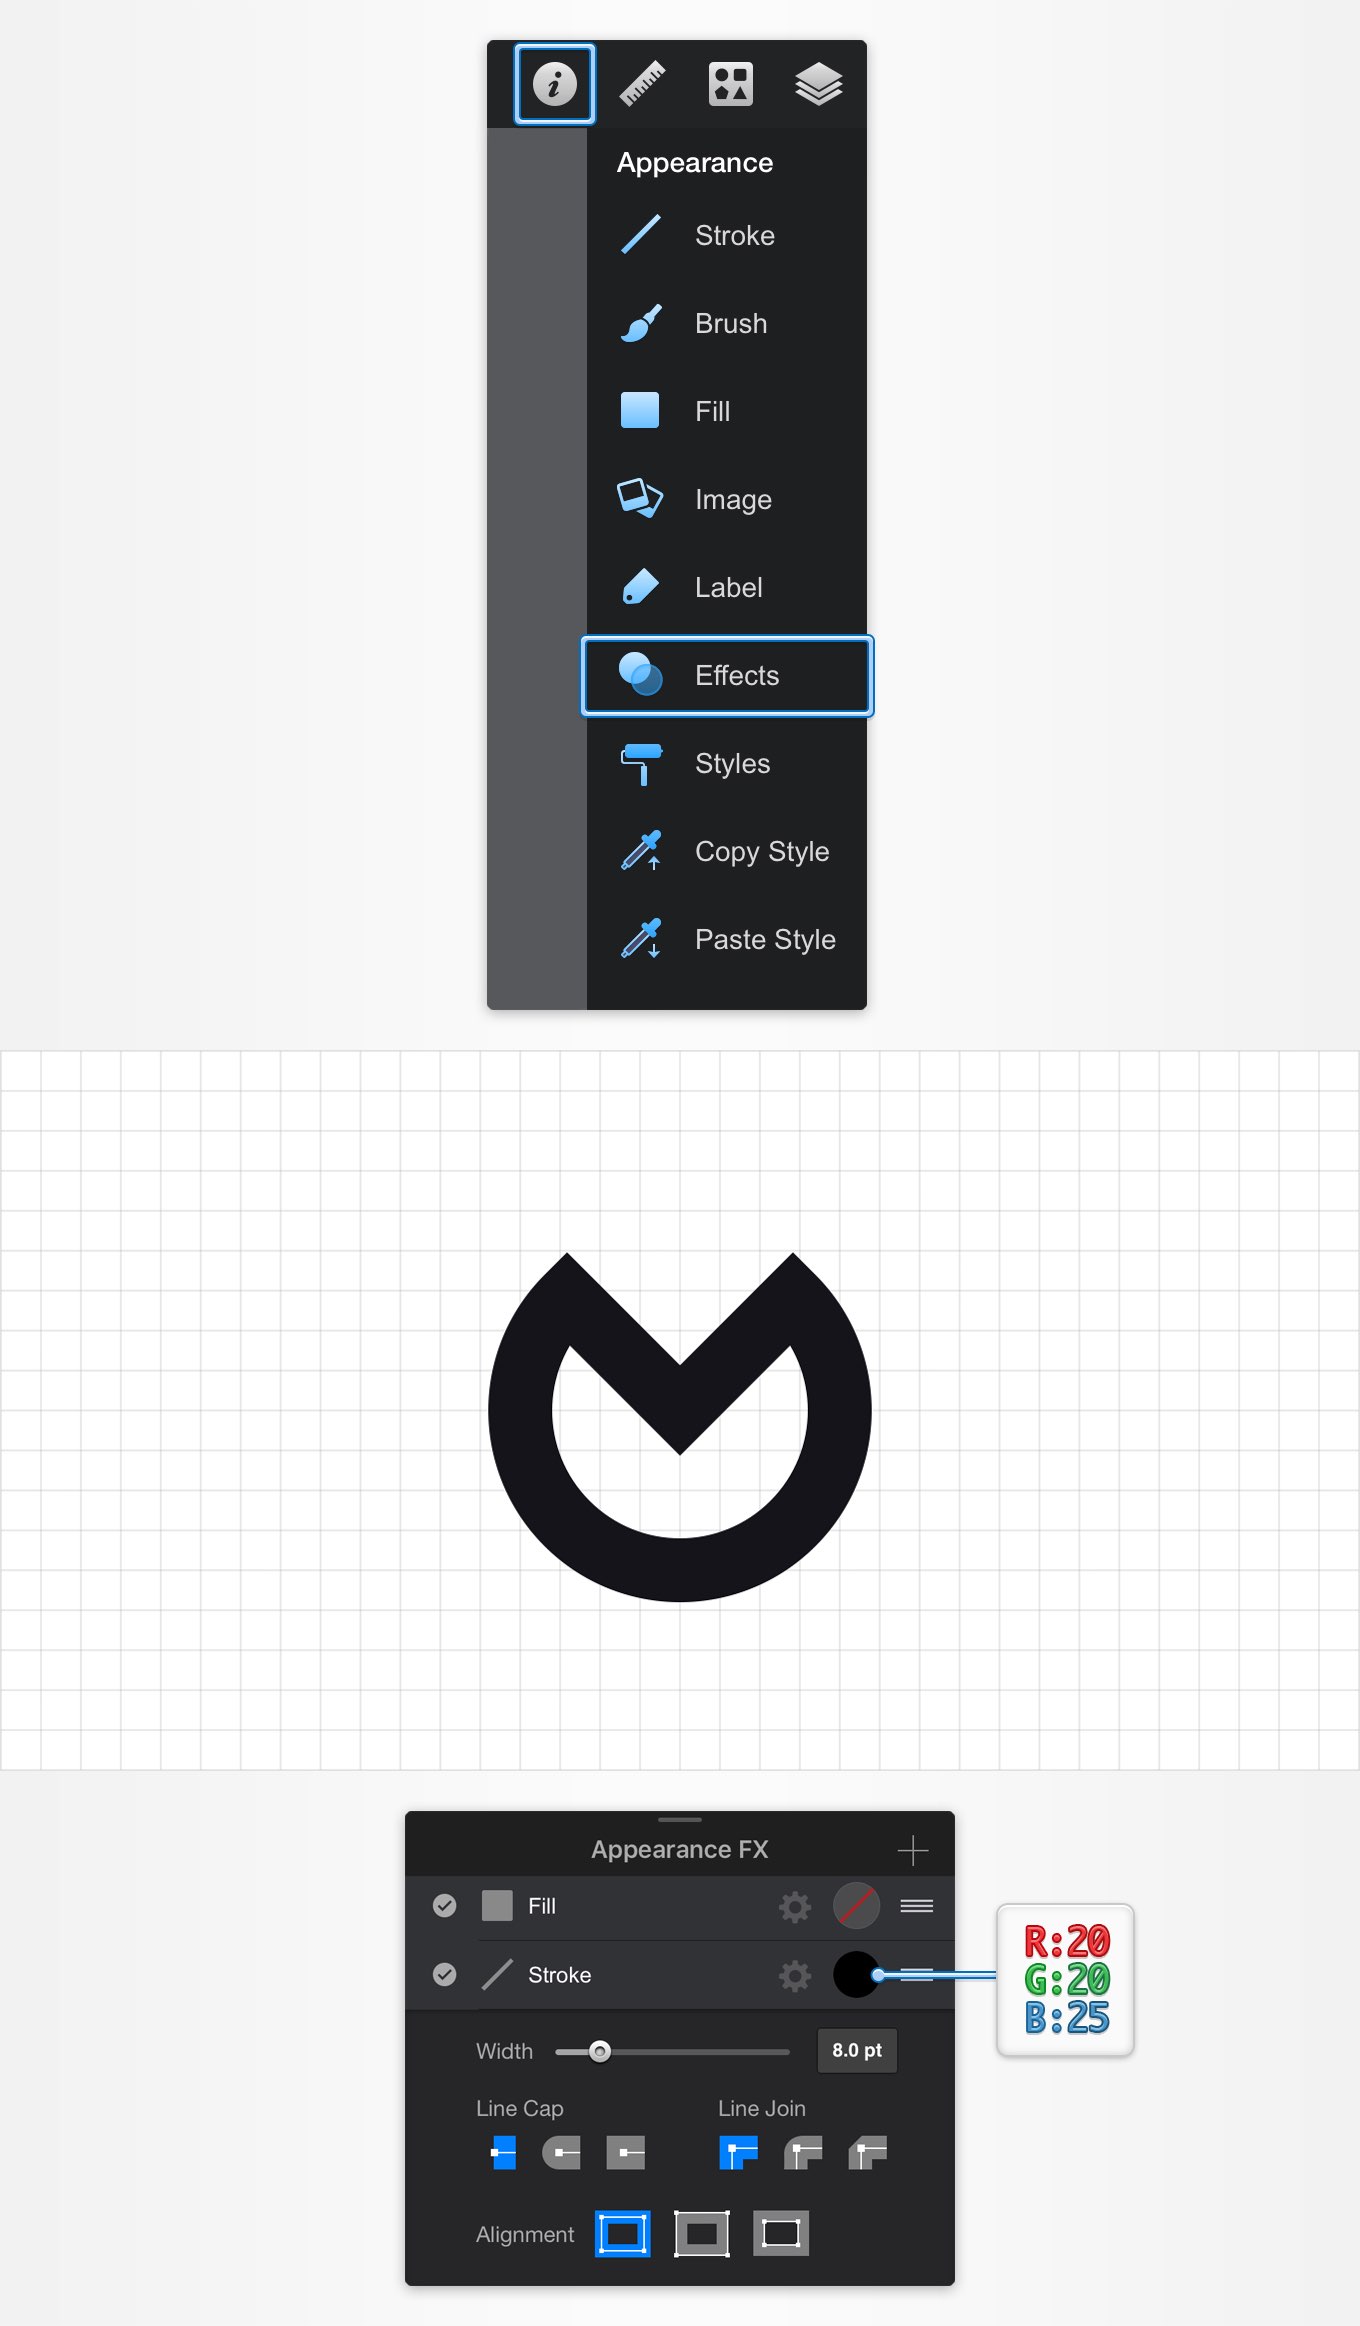 Appearance
Stroke
Brush
Fill
Image
Label
Effects
Styles
Copy Style
Paste Style
Appearance FX
Fill
Stroke
R:20
G:20
B:25
Width
8.0 pt
Line Cap
Line Join
Alignment